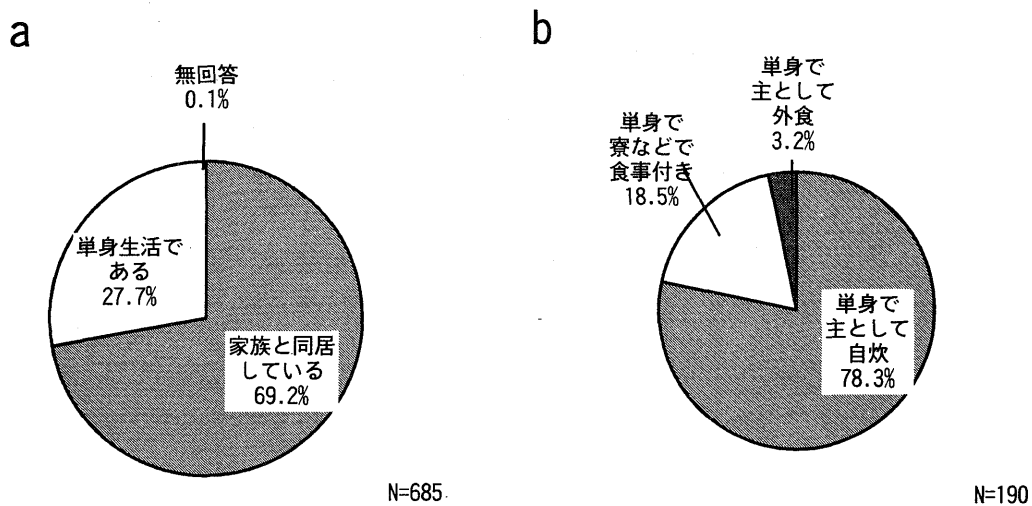 a
無回答
0.1%
単身生活で
ある
27.7%
家族と同居
している
69.2%
N=685
b
単身で
主として
外食
3.2%
単身で
寮などで
食事付き
18.5%
単身で
主として
自炊
78.3%
N=190